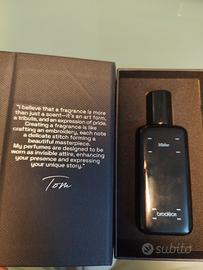 "I believe that a fragrance is more
than just a scent—it's an art form,
a tribute, and an expression of pride.
Creating a fragrance is like
crafting an embroidery, each note
a delicate stitch forming a
beautiful masterpiece.
My perfumes are designed to be
worn as invisible attire, enhancing
your presence and expressing
your unique story."
Tom
brodéce
subito